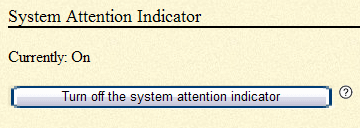 System Attention Indicator
Currently: On
Turn off the system attention indicator ?